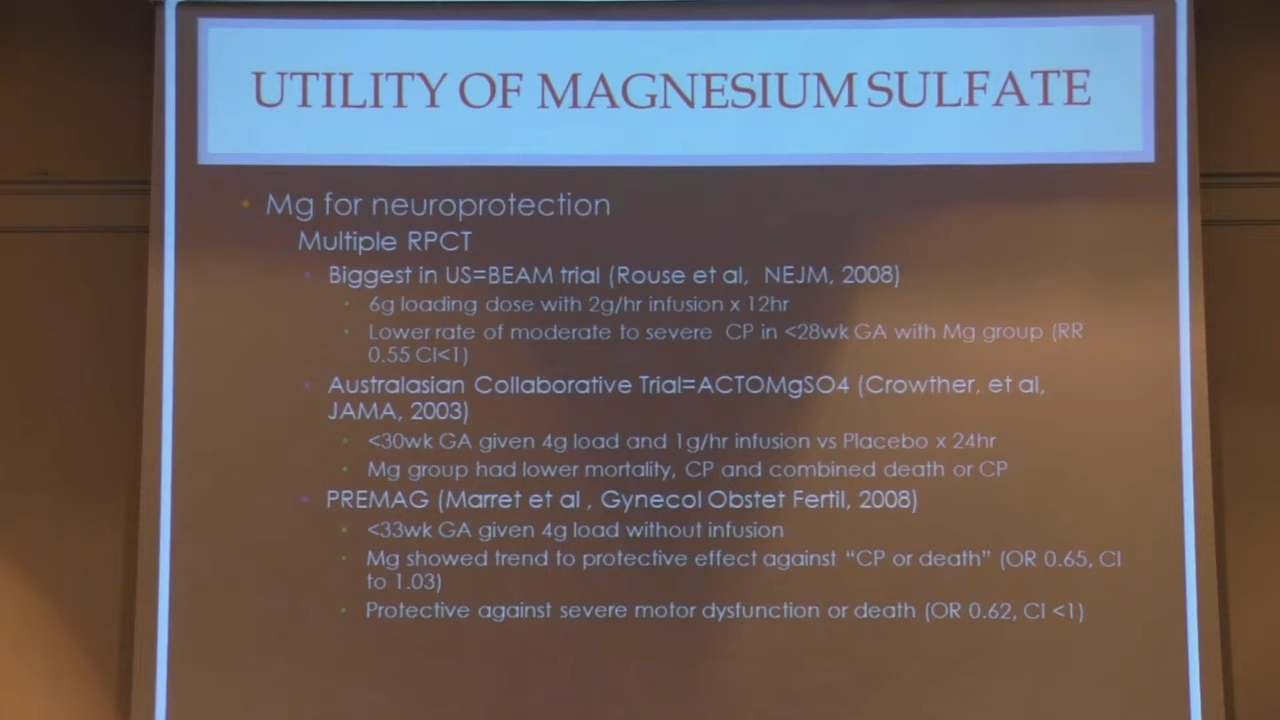 UTILITY OF MAGNESIUM SULFATE
Mg for neuroprotection
Multiple RPCT
Biggest in US=BEAM trial (Rouse et al, NEJM, 2008)
6g loading dose with 2g/hr infusion x 12hr
Lower rate of moderate to severe CP in <28wk GA with Mg group (RR
0.55 CI<1)
Australasian Collaborative Trial=ACTOMgSO4 (Crowther, et al,
JAMA, 2003)
<30wk GA given 4g load and 1g/hr infusion vs Placebo x 24hr
Mg group had lower mortality, CP and combined death or CP
PREMAG (Marret et al , Gynecol Obstet Fertil, 2008)
<33wk GA given 4g load without infusion
Mg showed trend to protective effect against “CP or death” (OR 0.65, CI
to 1.03)
Protective against severe motor dysfunction or death (OR 0.62, CI <1)